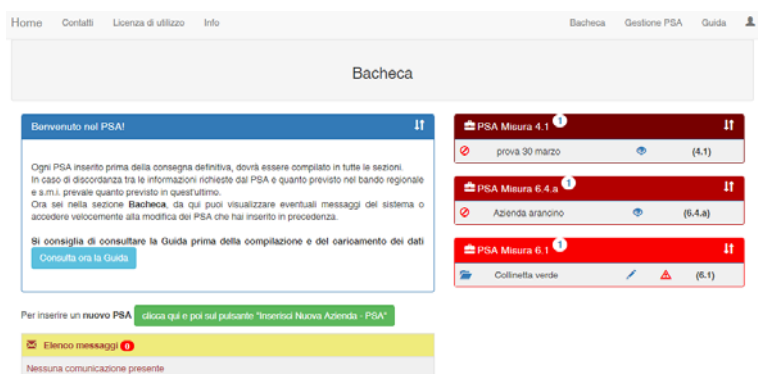 Home Contatti Licenza di utilizzo Info Bacheca Gestione PSA Guida
Bacheca
Benvenuto nel PSA!
Ogni PSA inserito prima della consegna definitiva, dovrà essere compilato in tutte le sezioni.
In caso di discordanza tra le informazioni richieste dal PSA e quanto previsto nel bando regionale
e s.m.i. prevale quanto previsto in quest'ultimo.
Ora sei nella sezione Bacheca, da qui puoi visualizzare eventuali messaggi del sistema o
accedere velocemente alla modifica dei PSA che hai inserito in precedenza.
Si consiglia di consultare la Guida prima della compilazione e del caricamento dei dati
Consulta ora la Guida
Per inserire un nuovo PSA clicca qui e poi sul pulsante "Inserisci Nuova Azienda - PSA"
Elenco messaggi 0
Nessuna comunicazione presente
PSA Misura 4.1 1
prova 30 marzo (4.1)
PSA Misura 6.4.a 1
Azienda arancino (6.4.a)
PSA Misura 6.1 1
Collinetta verde (6.1)